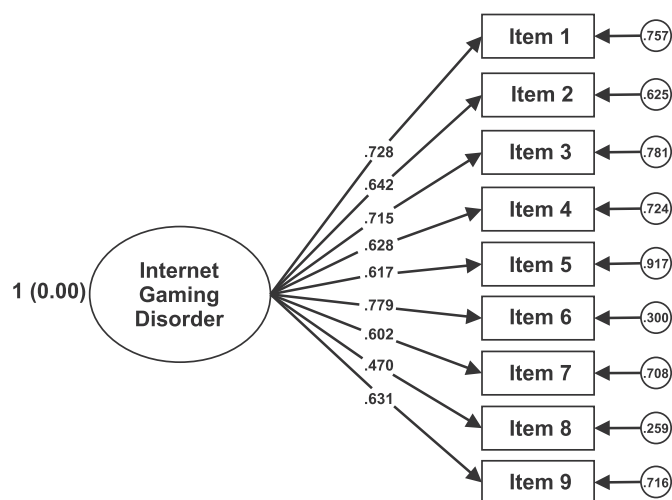 Item 1
.757
Item 2
.625
.728
Item 3
.781
.642
Item 4
.724
.715
.628
Internet
Gaming
Disorder
1 (0.00)
.617
Item 5
.917
.779
Item 6
.300
.602
Item 7
.708
.470
.631
Item 8
.259
Item 9
.716